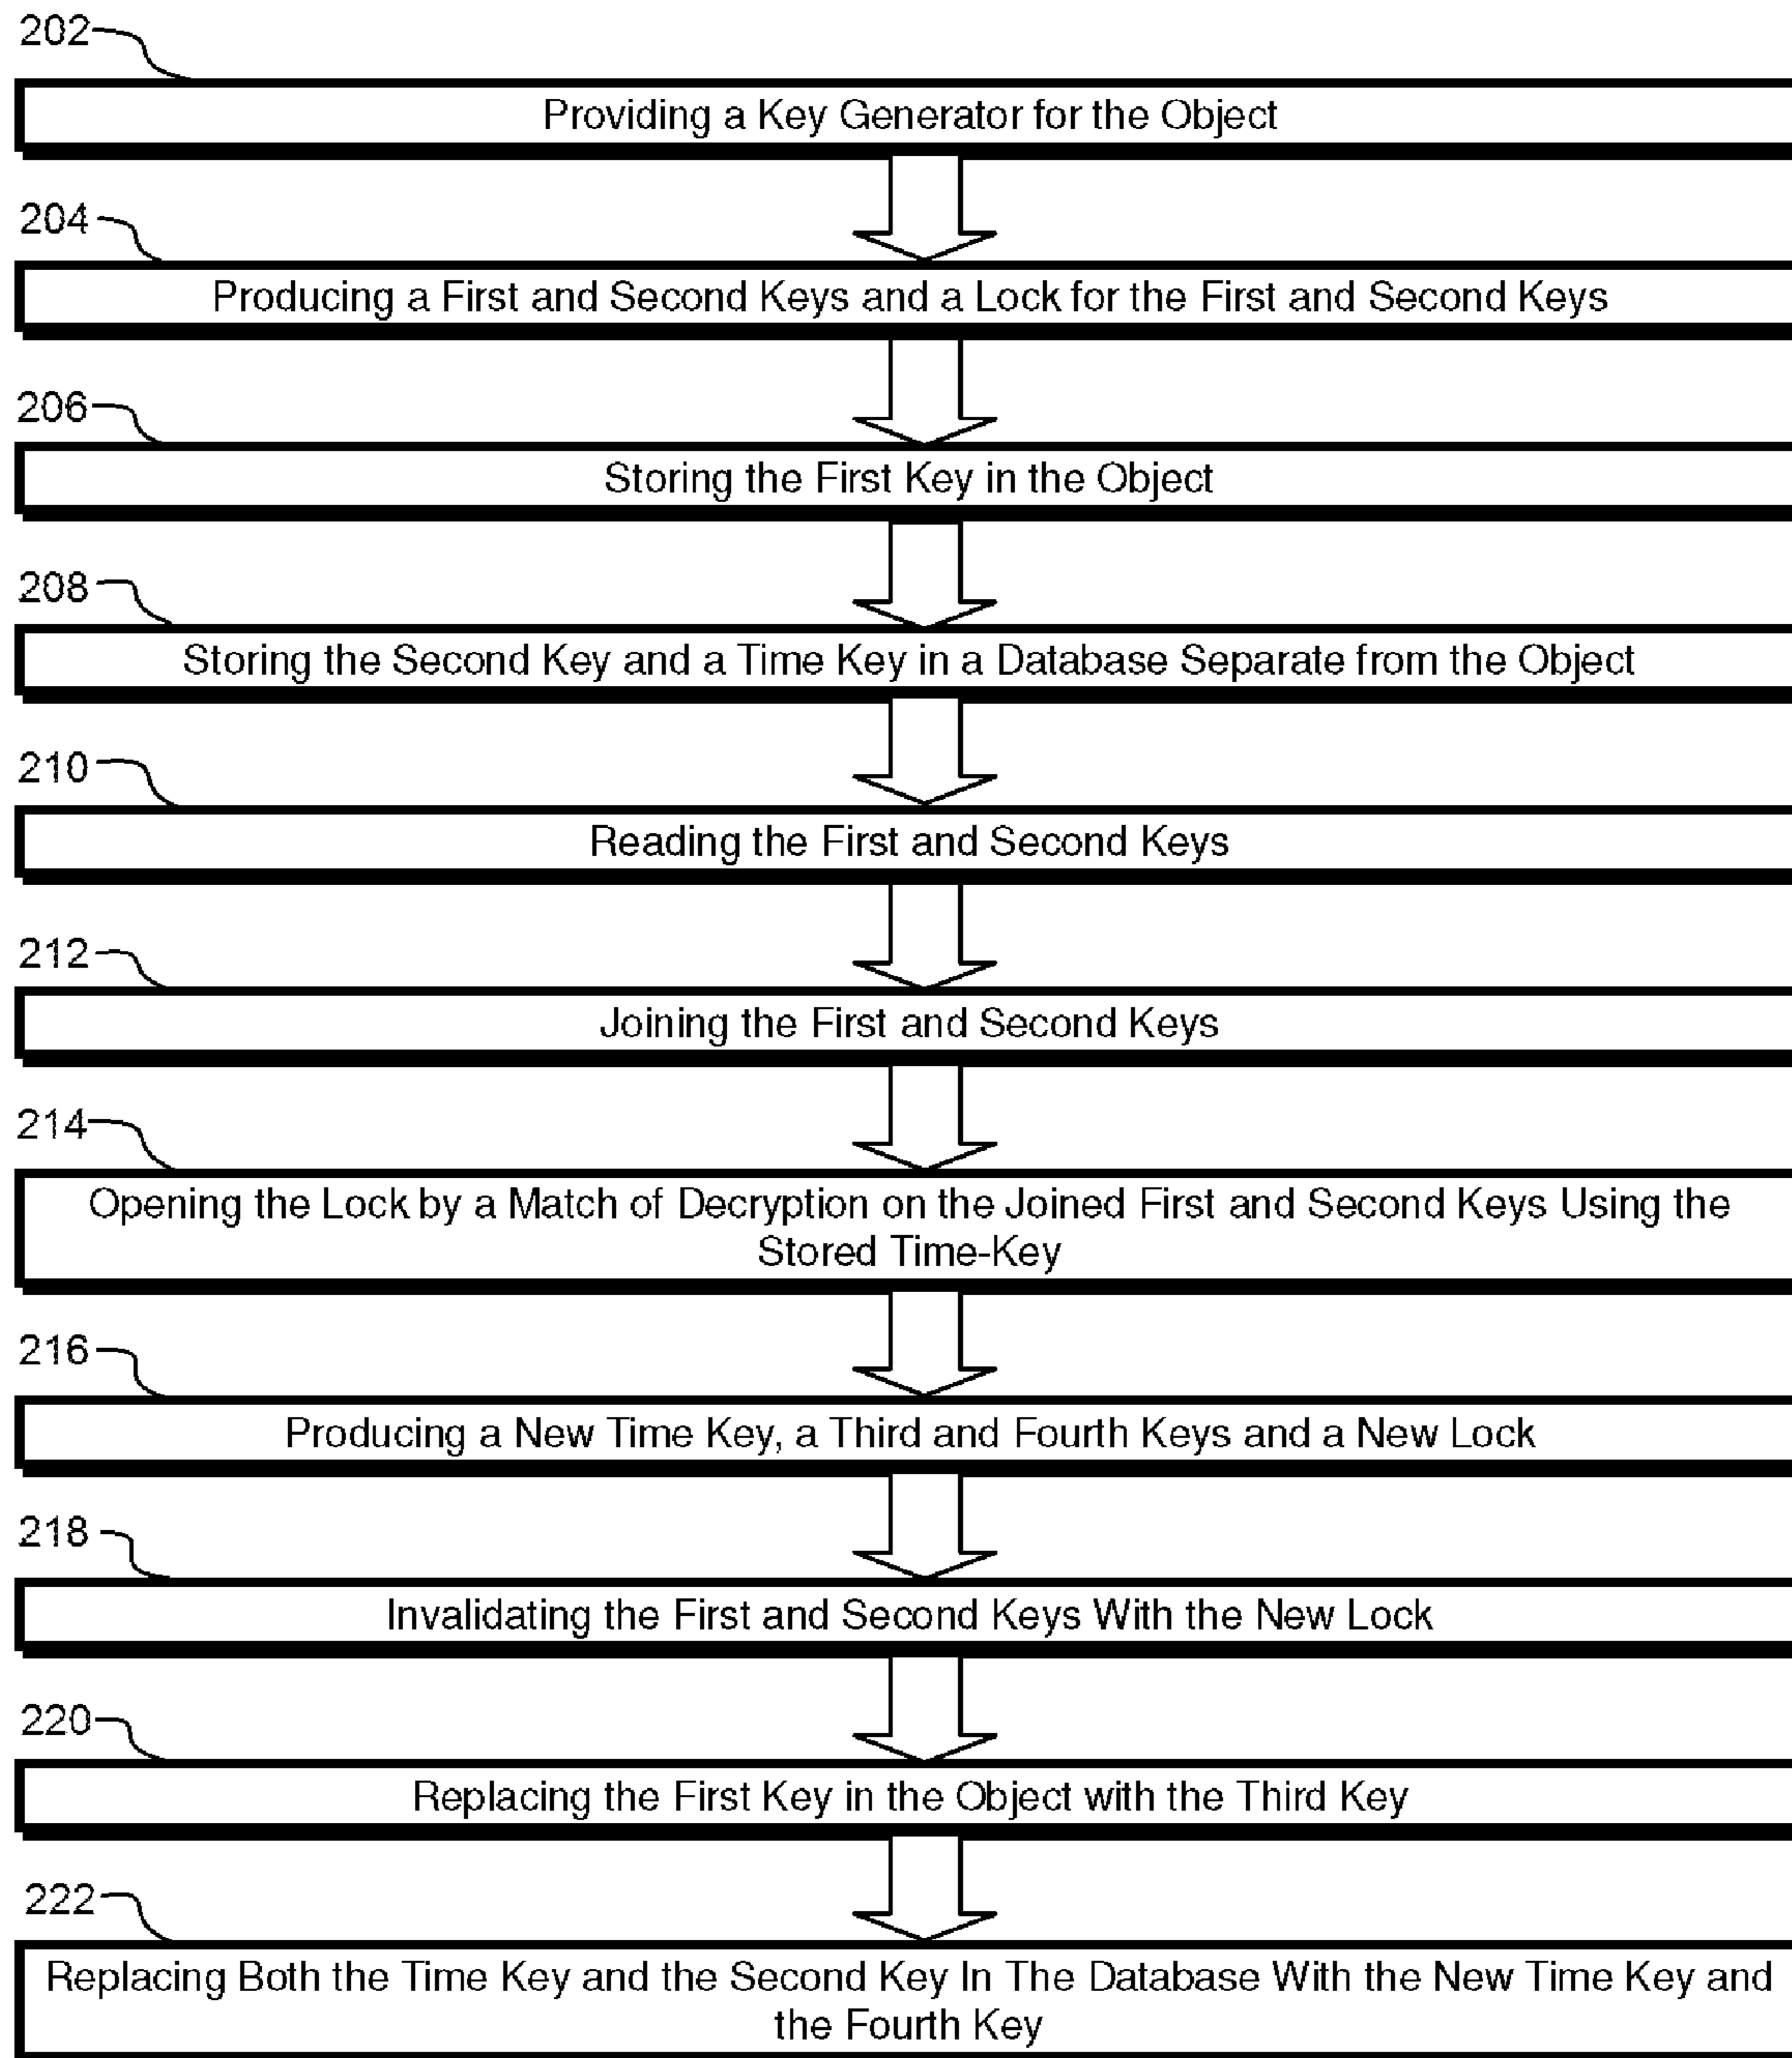 202
Providing a Key Generator for the Object
204
Producing a First and Second Keys and a Lock for the First and Second Keys
206
Storing the First Key in the Object
208
Storing the Second Key and a Time Key in a Database Separate from the Object
210
Reading the First and Second Keys
212
Joining the First and Second Keys
214
Opening the Lock by a Match of Decryption on the Joined First and Second Keys Using the
Stored Time-Key
216
Producing a New Time Key, a Third and Fourth Keys and a New Lock
218
Invalidating the First and Second Keys With the New Lock
220
Replacing the First Key in the Object with the Third Key
222
Replacing Both the Time Key and the Second Key In The Database With the New Time Key and
the Fourth Key